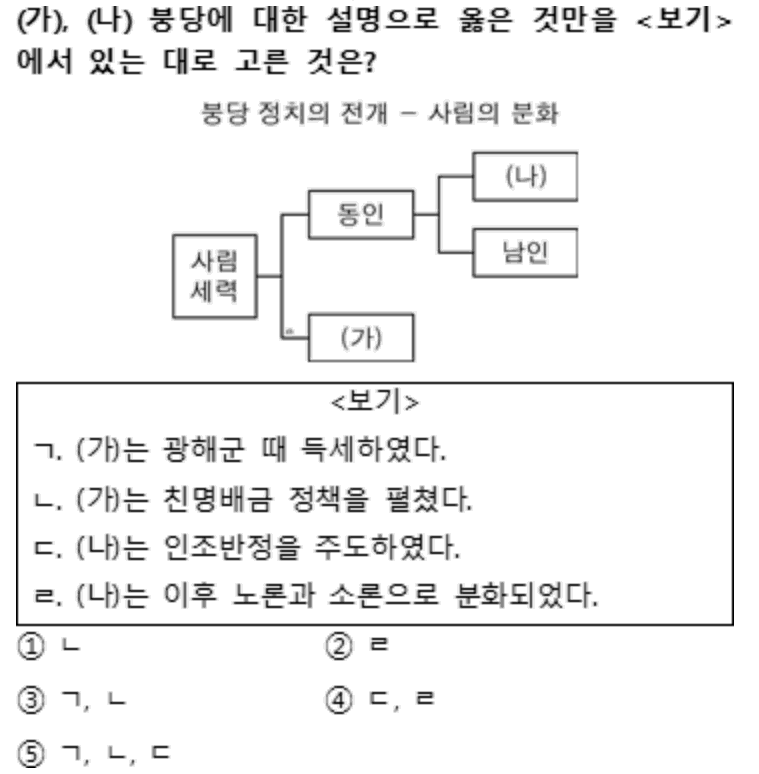 (가), (나) 붕당에 대한 설명으로 옳은 것만을 <보기>
에서 있는 대로 고른 것은?
붕당 정치의 전개 – 사림의 분화
(나)
동인
사림
세력
남인
(가)
<보기>
ㄱ. (가)는 광해군 때 득세하였다.
ㄴ. (가)는 친명배금 정책을 펼쳤다.
ㄷ. (나)는 인조반정을 주도하였다.
ㄹ. (나)는 이후 노론과 소론으로 분화되었다.
① ㄴ ② ㄹ
③ ㄱ, ㄴ ④ ㄷ, ㄹ
⑤ ㄱ, ㄴ, ㄷ